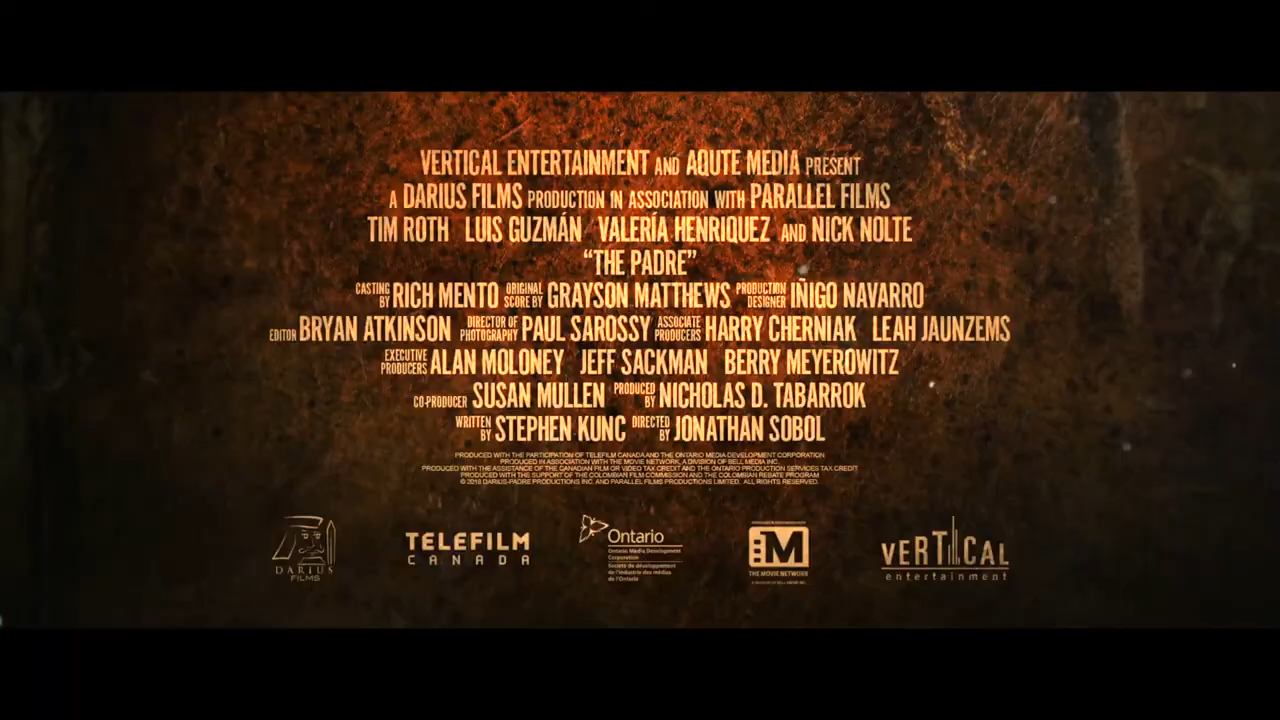 VERTICAL ENTERTAINMENT AND AQUTE MEDIA PRESENT
A DARIUS FILMS PRODUCTION IN ASSOCIATION WITH PARALLEL FILMS
TIM ROTH LUIS GUZMÁN VALERÍA HENRIQUEZ AND NICK NOLTE
“THE PADRE”
CASTING BY RICH MENTO ORIGINAL SCORE BY GRAYSON MATTHEWS PRODUCTION DESIGNER IÑIGO NAVARRO
EDITOR BRYAN ATKINSON DIRECTOR OF PHOTOGRAPHY PAUL SAROSSY ASSOCIATE PRODUCERS HARRY CHERNIAK LEAH JAUNZEMS
EXECUTIVE PRODUCERS ALAN MOLONEY JEFF SACKMAN BERRY MEYEROWITZ
CO-PRODUCER SUSAN MULLEN PRODUCED BY NICHOLAS D. TABARROK
WRITTEN BY STEPHEN KUNC DIRECTED BY JONATHAN SOBOL
PRODUCED WITH THE PARTICIPATION OF TELEFILM CANADA AND THE ONTARIO MEDIA DEVELOPMENT CORPORATION
PRODUCED IN ASSOCIATION WITH THE MOVIE NETWORK, A DIVISION OF BELL MEDIA INC.
PRODUCED WITH THE ASSISTANCE OF THE CANADIAN FILM OR VIDEO TAX CREDIT AND THE ONTARIO PRODUCTION SERVICES TAX CREDIT
PRODUCED WITH THE SUPPORT OF THE COLOMBIAN FILM COMMISSION AND THE COLOMBIAN REBATE PROGRAM
© 2018 DARIUS-PADRE PRODUCTIONS INC. AND PARALLEL FILMS PRODUCTIONS LIMITED. ALL RIGHTS RESERVED.
DARIUS
FILMS
TELEFILM
CANADA
Ontario
Ontario Media Development
Corporation
Société de développement
de l'industrie des médias
de l'Ontario
M
THE MOVIE NETWORK
VERTICAL
entertainment